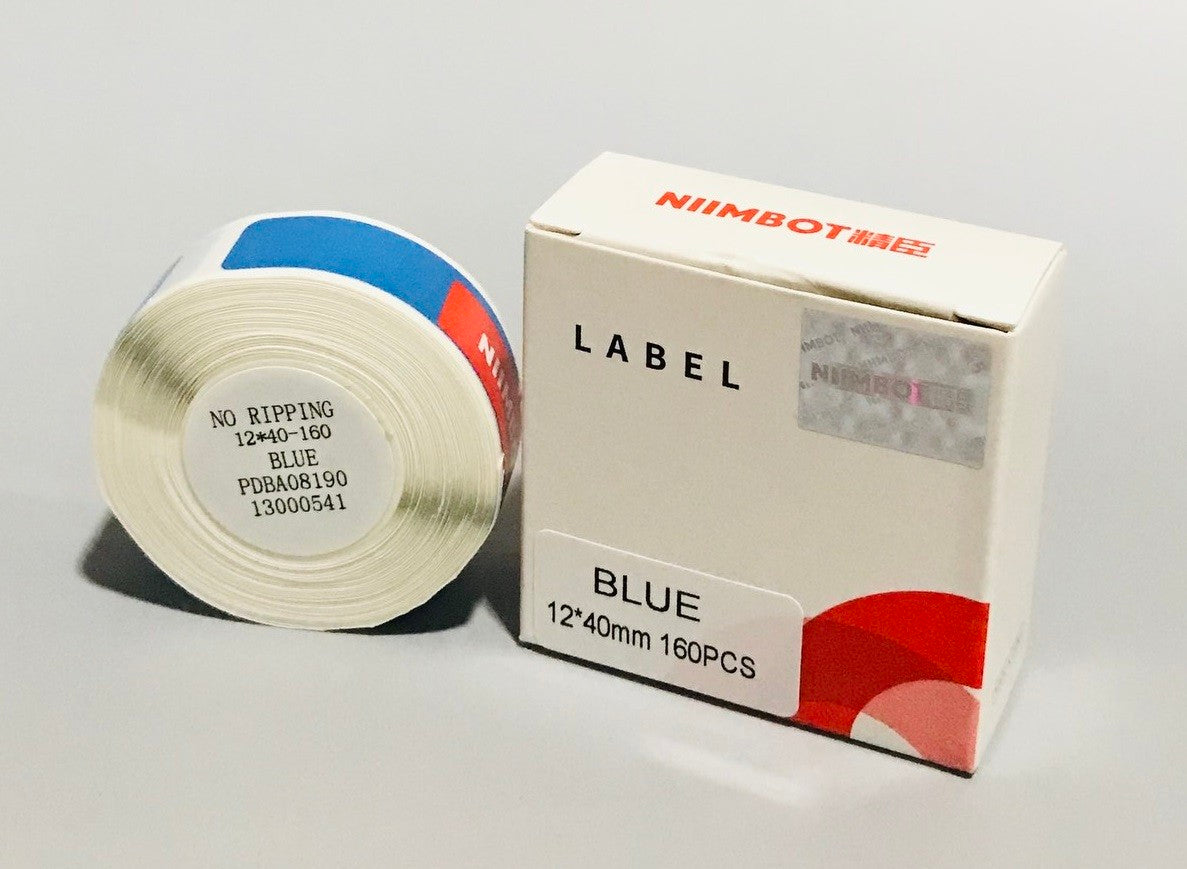 NO RIPPING
12*40-160
BLUE
PDBA08190
13000541
NIIMBOT精臣
LABEL
NIIMBOT
BLUE
12*40mm 160PCS